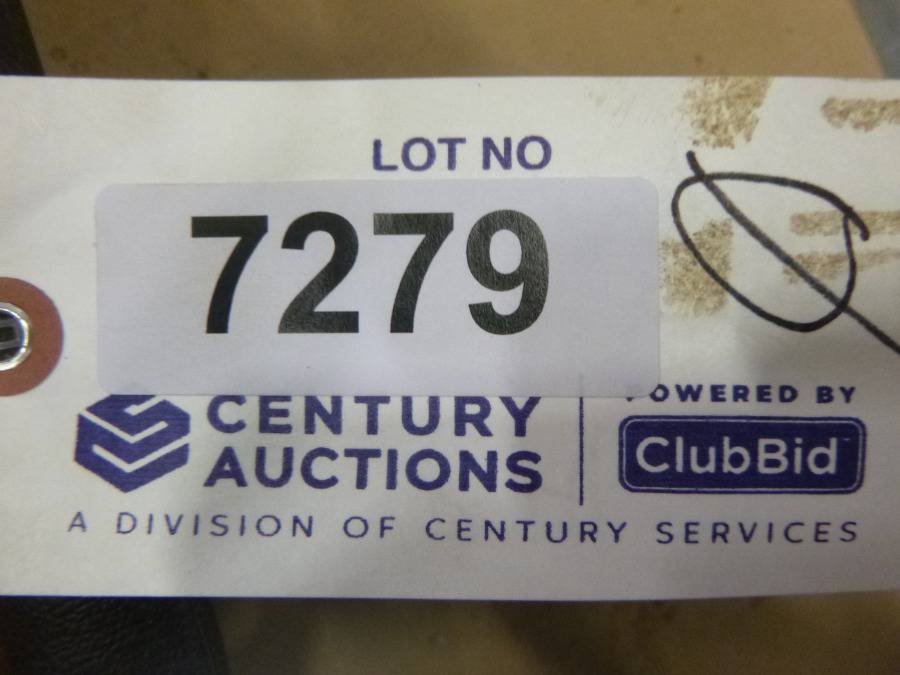 LOT NO
7279
CENTURY
AUCTIONS
POWERED BY
ClubBid
A DIVISION OF CENTURY SERVICES